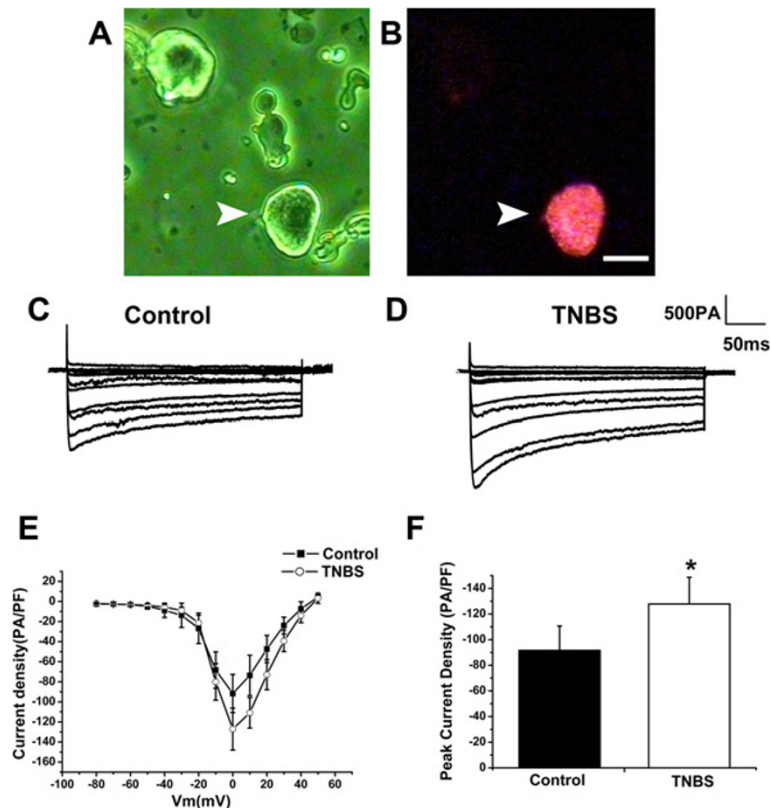 A
B
C
Control
D
TNBS
500PA
50ms
E
Control
TNBS
Current density(PA/PF)
20
0
-20
-40
-60
-80
-100
-120
-140
-160
-100
-80
-60
-40
-20
0
20
40
60
Vm(mV)
F
*
Peak Current Density (PA/PF)
-140
-120
-100
-80
-60
-40
-20
0
Control
TNBS